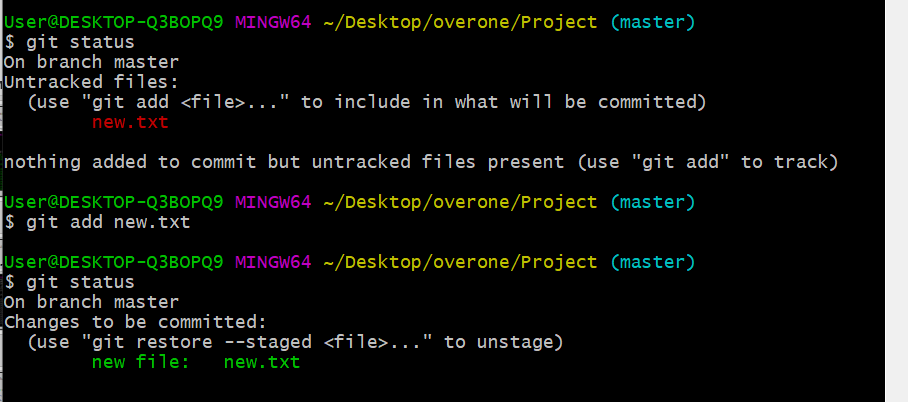 User@DESKTOP-Q3BOPQ9 MINGW64 ~/Desktop/overone/Project (master)
$ git status
On branch master
Untracked files:
  (use "git add <file>..." to include in what will be committed)
        new.txt

nothing added to commit but untracked files present (use "git add" to track)

User@DESKTOP-Q3BOPQ9 MINGW64 ~/Desktop/overone/Project (master)
$ git add new.txt

User@DESKTOP-Q3BOPQ9 MINGW64 ~/Desktop/overone/Project (master)
$ git status
On branch master
Changes to be committed:
  (use "git restore --staged <file>..." to unstage)
        new file:   new.txt